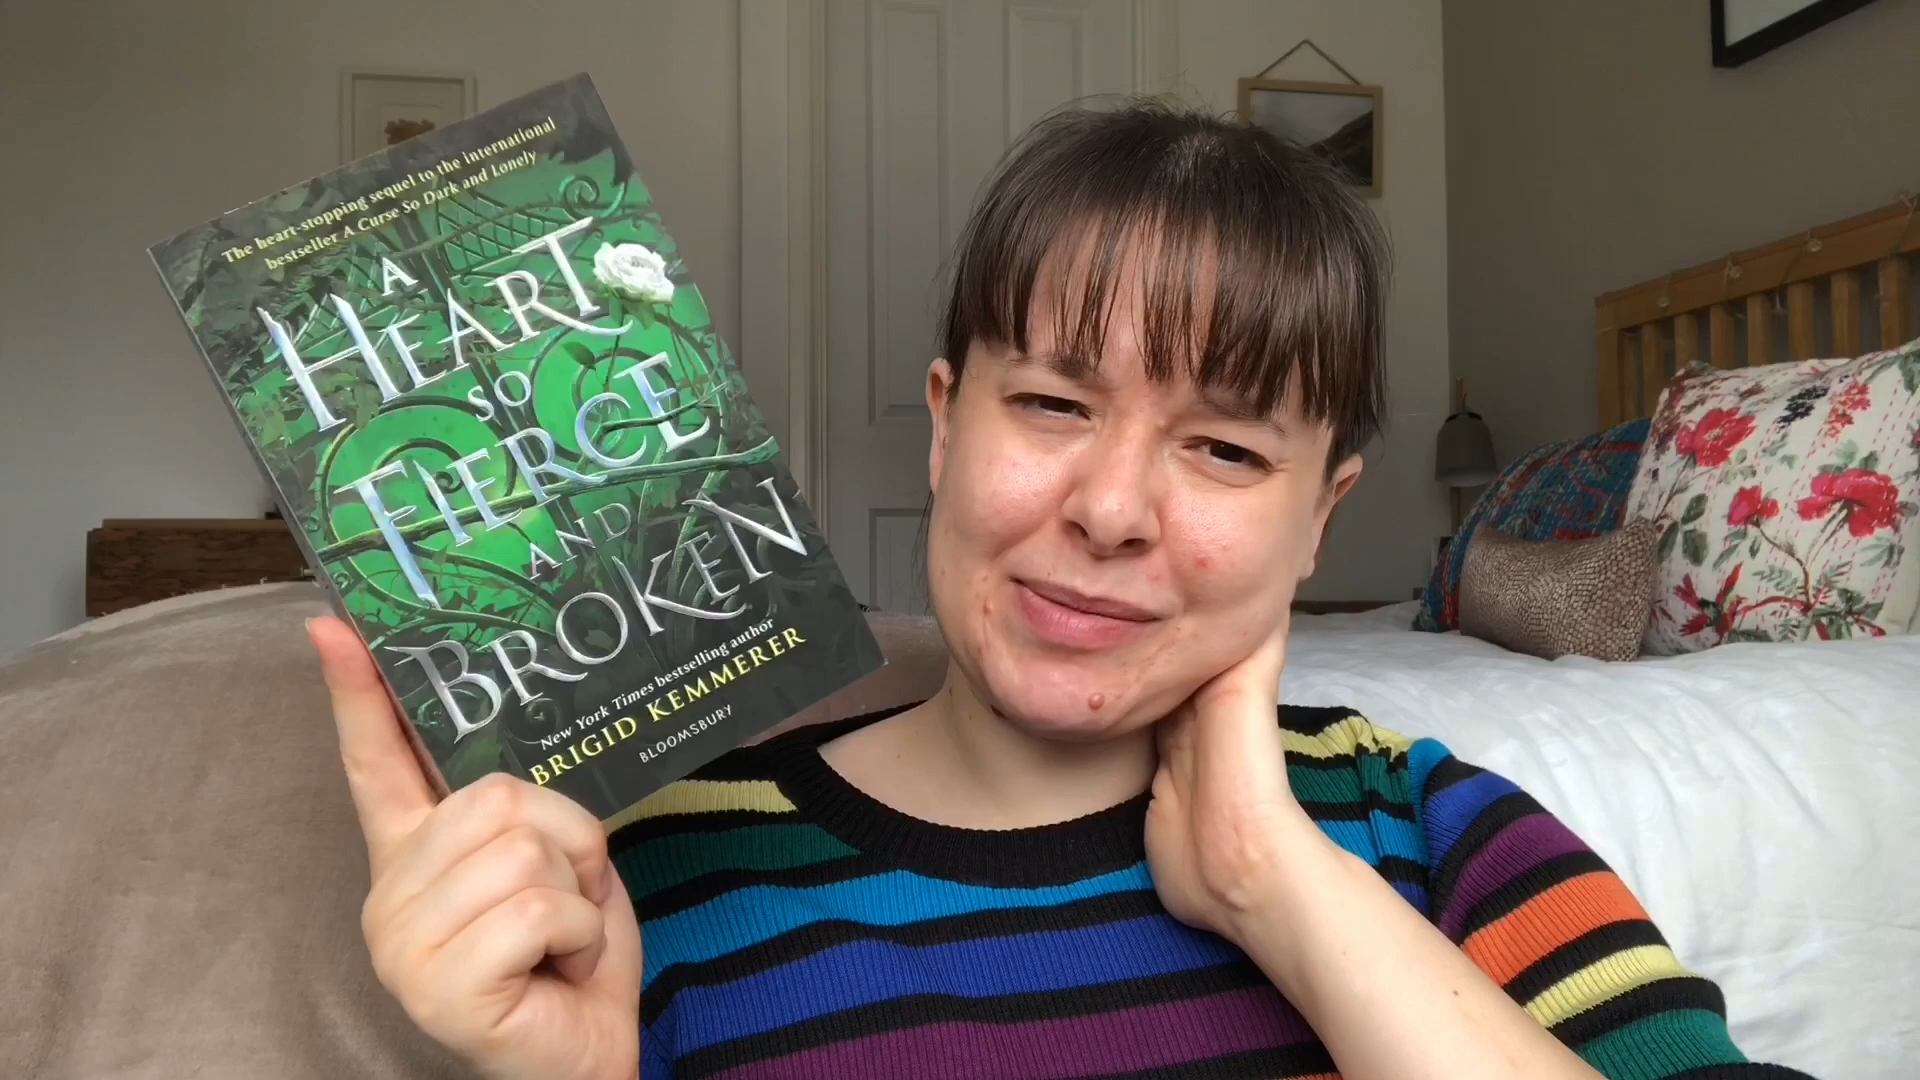 The heart-stopping sequel to the international
bestseller A Curse So Dark and Lonely
A
HEART
SO
FIERCE
AND
BROKEN
New York Times bestselling author
BRIGID KEMMERER
BLOOMSBURY